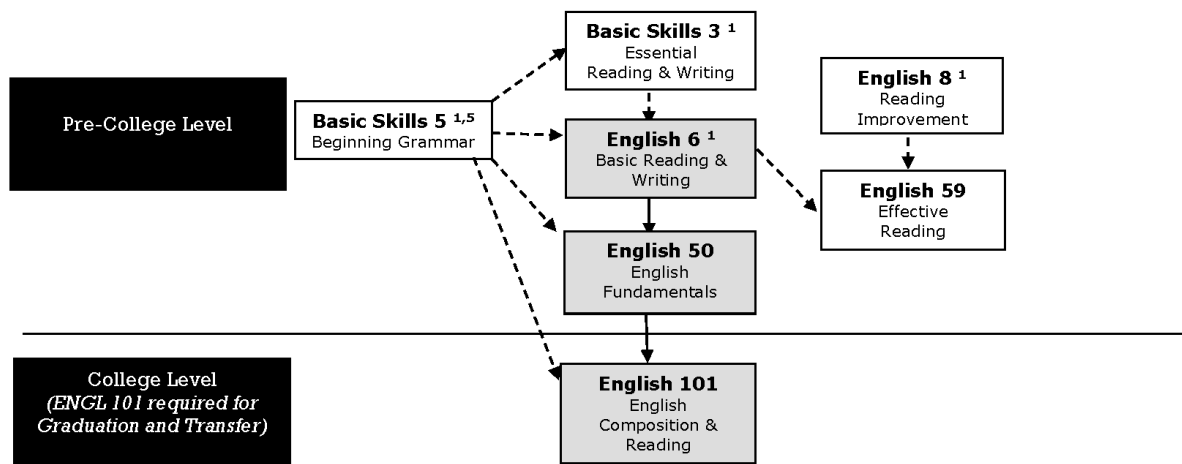 Basic Skills 3 ¹
Essential
Reading & Writing
English 8 ¹
Reading
Improvement
Pre-College Level
Basic Skills 5 ¹,⁵
Beginning Grammar
English 6 ¹
Basic Reading &
Writing
English 59
Effective
Reading
English 50
English
Fundamentals
College Level
(ENGL 101 required for
Graduation and Transfer)
English 101
English
Composition &
Reading